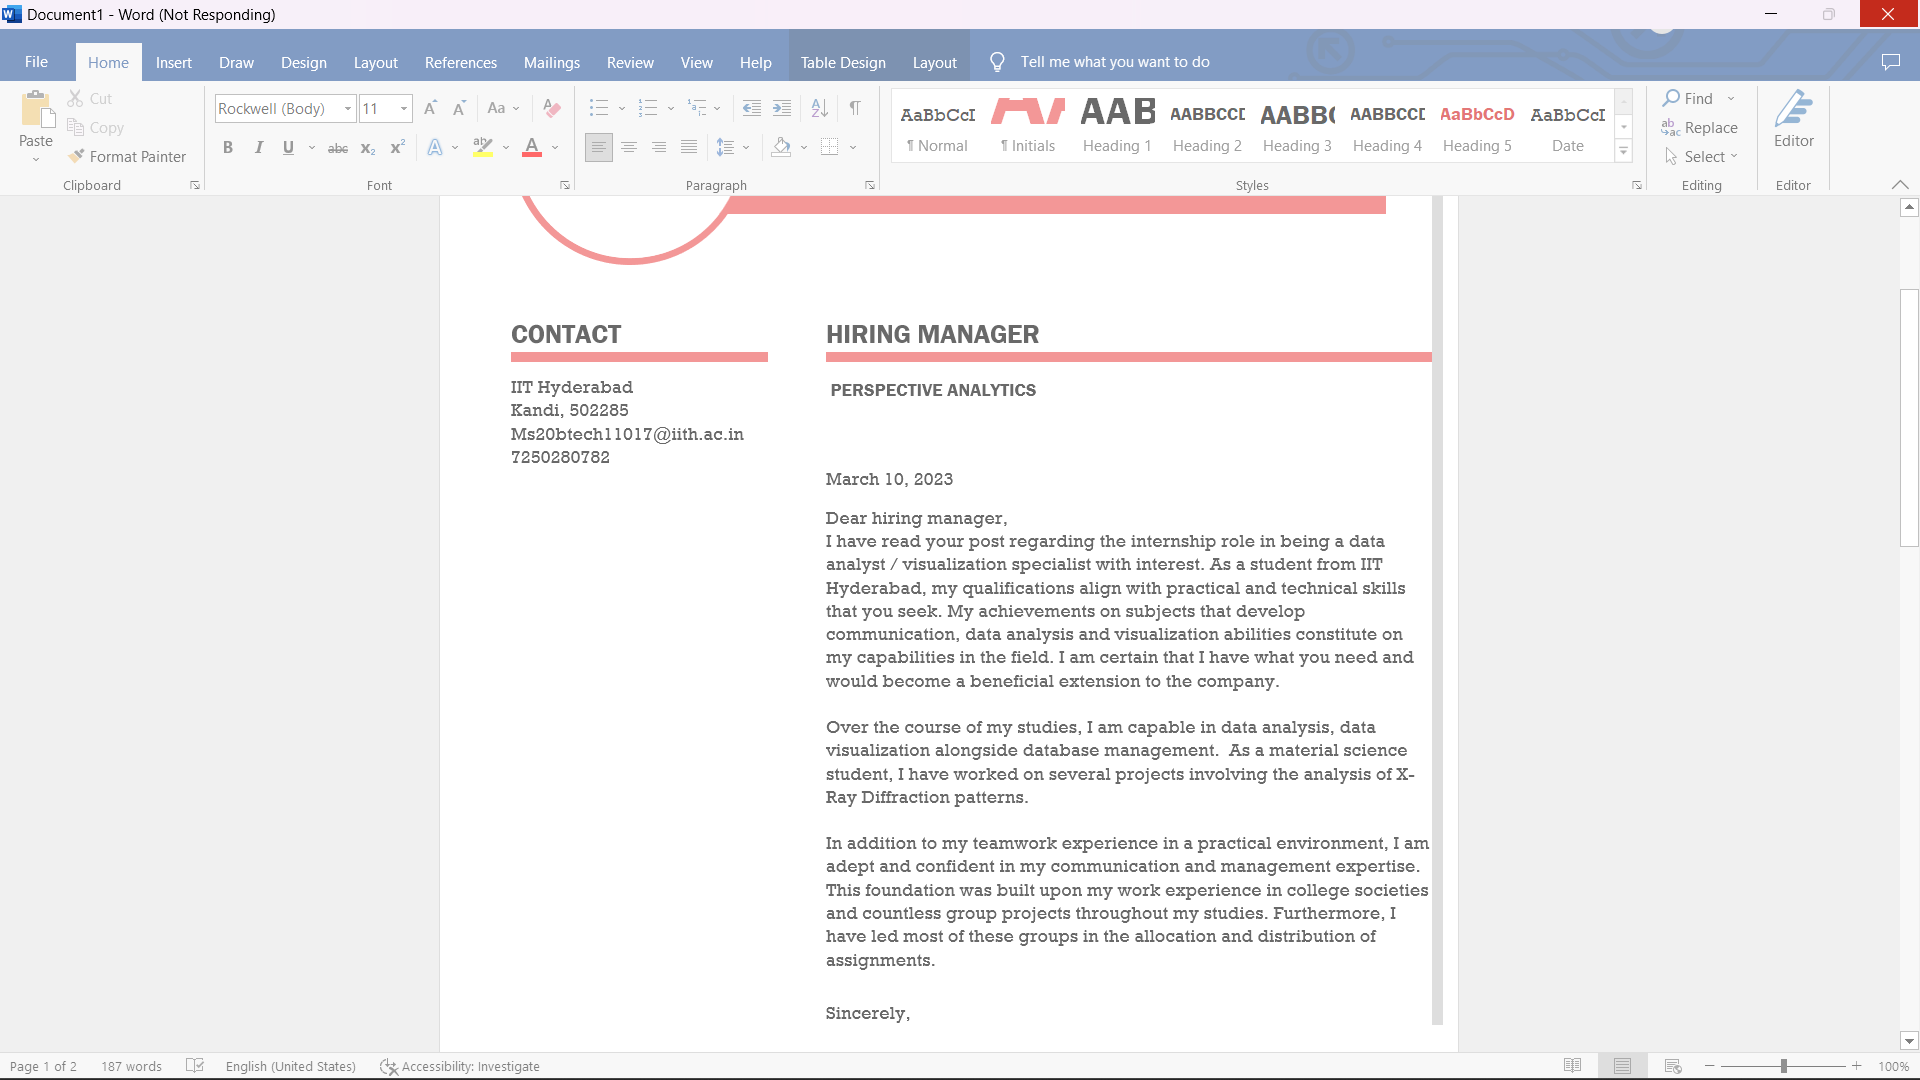 Document1 - Word (Not Responding)
File Home Insert Draw Design Layout References Mailings Review View Help Table Design Layout Tell me what you want to do
Paste
Cut
Copy
Format Painter
Clipboard
Rockwell (Body) 11
Aa
B I U abc x₂ x² A ab A
Font
Paragraph
AaBbCcI AAB AABBCCI AABBC AABBCCI AaBbCcD AaBbCcI
¶ Normal ¶ Initials Heading 1 Heading 2 Heading 3 Heading 4 Heading 5 Date
Styles
Find
Replace
Select
Editing
Editor
Editor
CONTACT
IIT Hyderabad
Kandi, 502285
Ms20btech11017@iith.ac.in
7250280782
HIRING MANAGER
PERSPECTIVE ANALYTICS
March 10, 2023
Dear hiring manager,
I have read your post regarding the internship role in being a data
analyst / visualization specialist with interest. As a student from IIT
Hyderabad, my qualifications align with practical and technical skills
that you seek. My achievements on subjects that develop
communication, data analysis and visualization abilities constitute on
my capabilities in the field. I am certain that I have what you need and
would become a beneficial extension to the company.
Over the course of my studies, I am capable in data analysis, data
visualization alongside database management.  As a material science
student, I have worked on several projects involving the analysis of X-
Ray Diffraction patterns.
In addition to my teamwork experience in a practical environment, I am
adept and confident in my communication and management expertise.
This foundation was built upon my work experience in college societies
and countless group projects throughout my studies. Furthermore, I
have led most of these groups in the allocation and distribution of
assignments.
Sincerely,
Page 1 of 2 187 words English (United States) Accessibility: Investigate 100%